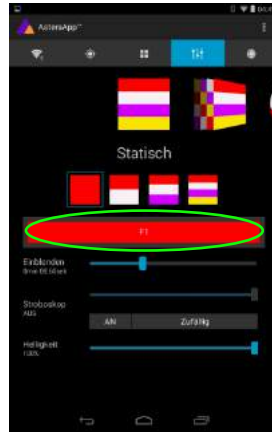 AsteraApp™
Statisch
F1
Einblenden
Stroboskop
AUS
AN
Zufällig
Helligkeit
100%